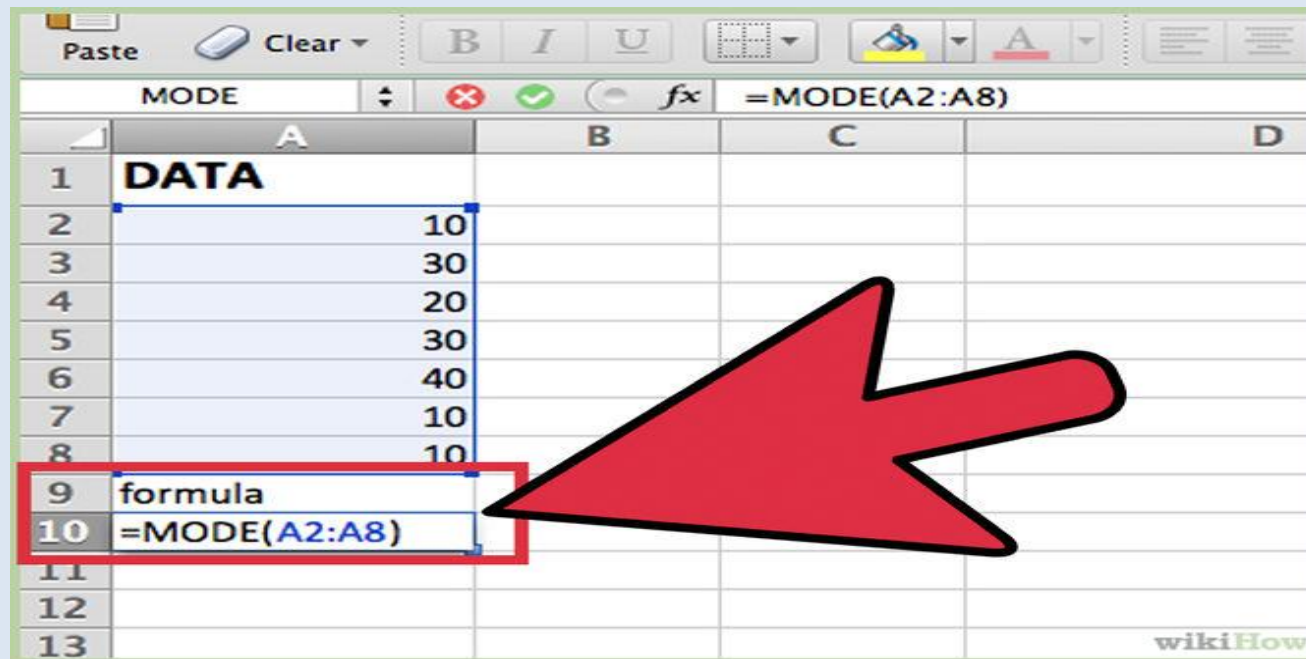 Paste Clear B I U A
MODE fx =MODE(A2:A8)
A B C D
1 DATA
2 10
3 30
4 20
5 30
6 40
7 10
8 10
9 formula
10 =MODE(A2:A8)
11
12
13 wikiHow